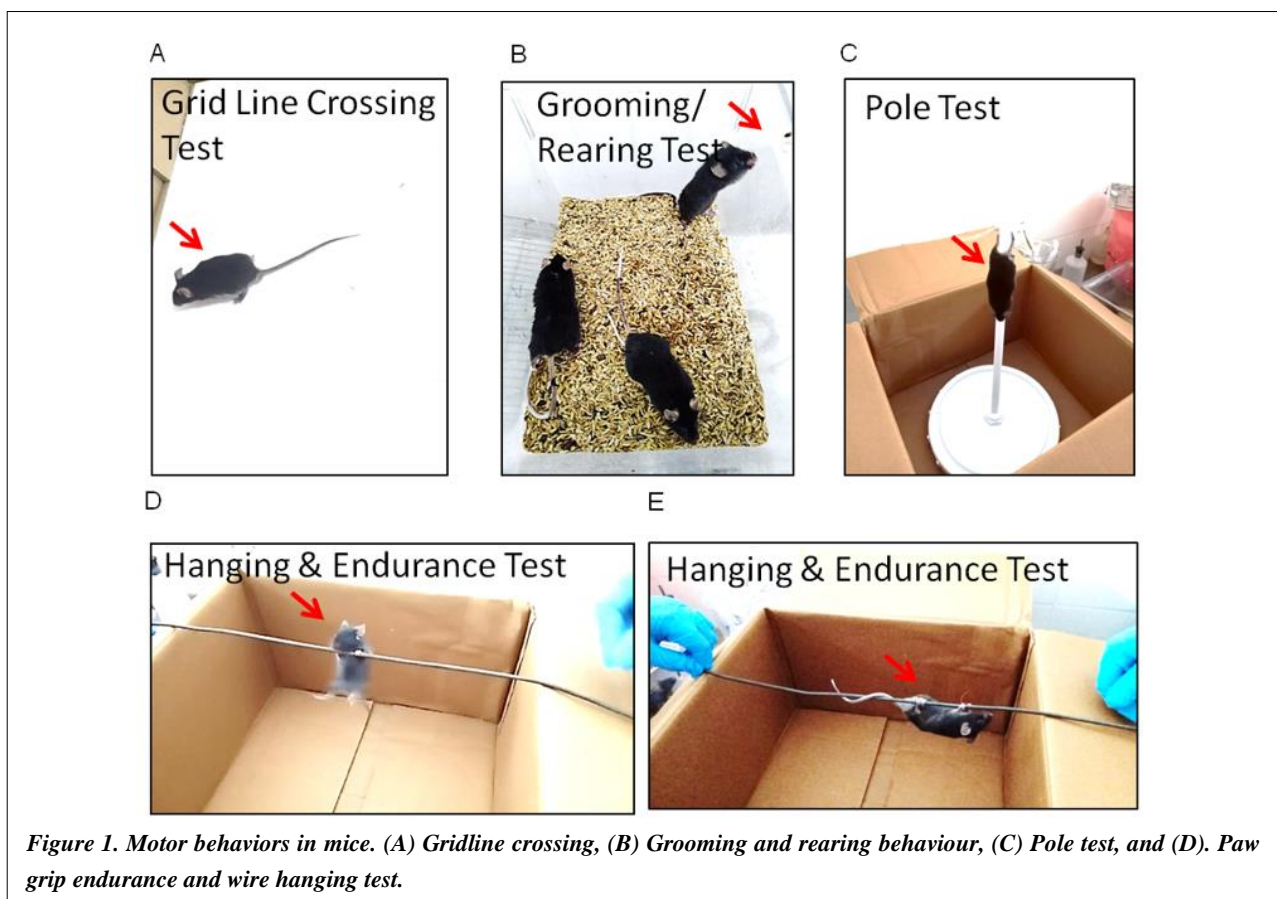 A
B
C
Grid Line Crossing
Test
Grooming/
Rearing Test
Pole Test
D
E
Hanging & Endurance Test
Hanging & Endurance Test
Figure 1. Motor behaviors in mice. (A) Gridline crossing, (B) Grooming and rearing behaviour, (C) Pole test, and (D). Paw
grip endurance and wire hanging test.